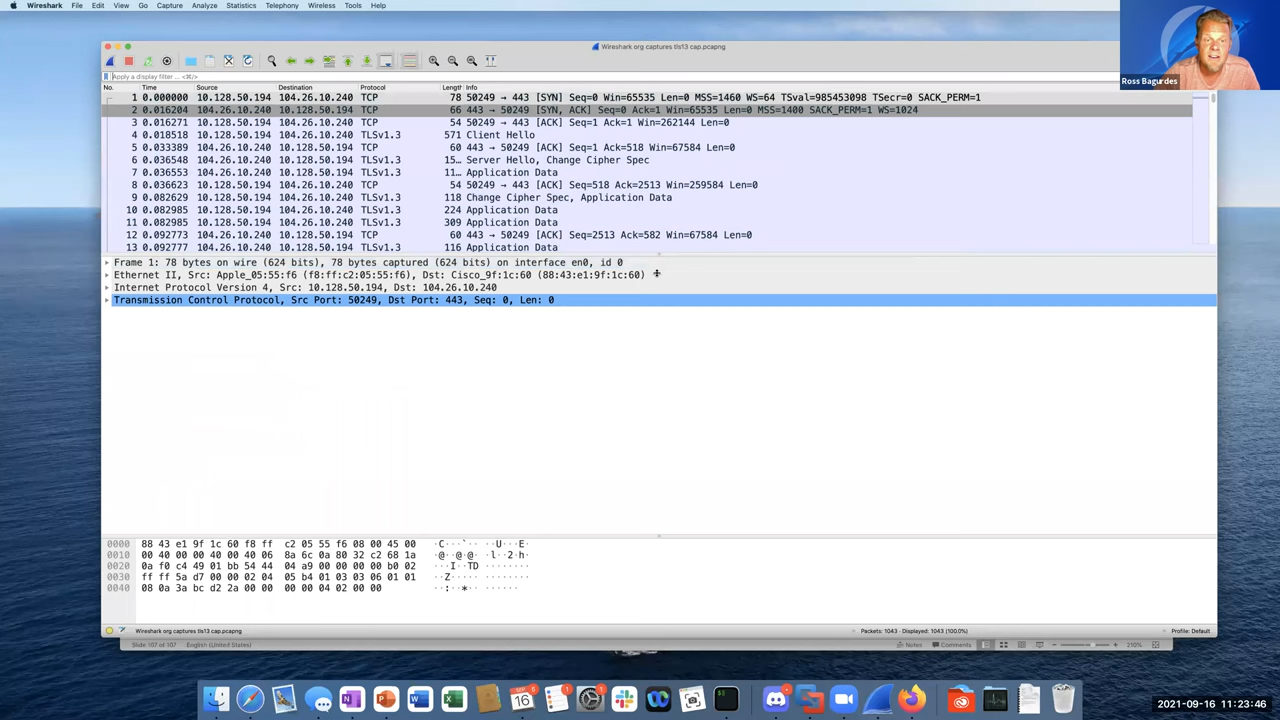 Wireshark File Edit View Go Capture Analyze Statistics Telephony Wireless Tools Help
Ross Bagurdes
Wireshark org captures tls13 cap.pcapng
Apply a display filter ... <⌘/>
No. Time Source Destination Protocol Length Info
1 0.000000 10.128.50.194 104.26.10.240 TCP 78 50249 → 443 [SYN] Seq=0 Win=65535 Len=0 MSS=1460 WS=64 TSval=985453098 TSecr=0 SACK_PERM=1
2 0.016204 104.26.10.240 10.128.50.194 TCP 66 443 → 50249 [SYN, ACK] Seq=0 Ack=1 Win=65535 Len=0 MSS=1400 SACK_PERM=1 WS=1024
3 0.016271 10.128.50.194 104.26.10.240 TCP 54 50249 → 443 [ACK] Seq=1 Ack=1 Win=262144 Len=0
4 0.018518 10.128.50.194 104.26.10.240 TLSv1.3 571 Client Hello
5 0.033389 104.26.10.240 10.128.50.194 TCP 60 443 → 50249 [ACK] Seq=1 Ack=518 Win=67584 Len=0
6 0.036548 104.26.10.240 10.128.50.194 TLSv1.3 15… Server Hello, Change Cipher Spec
7 0.036553 104.26.10.240 10.128.50.194 TLSv1.3 11… Application Data
8 0.036623 10.128.50.194 104.26.10.240 TCP 54 50249 → 443 [ACK] Seq=518 Ack=2513 Win=259584 Len=0
9 0.082629 10.128.50.194 104.26.10.240 TLSv1.3 118 Change Cipher Spec, Application Data
10 0.082985 10.128.50.194 104.26.10.240 TLSv1.3 224 Application Data
11 0.082985 10.128.50.194 104.26.10.240 TLSv1.3 309 Application Data
12 0.092773 104.26.10.240 10.128.50.194 TCP 60 443 → 50249 [ACK] Seq=2513 Ack=582 Win=67584 Len=0
13 0.092777 104.26.10.240 10.128.50.194 TLSv1.3 116 Application Data
Frame 1: 78 bytes on wire (624 bits), 78 bytes captured (624 bits) on interface en0, id 0
Ethernet II, Src: Apple_05:55:f6 (f8:ff:c2:05:55:f6), Dst: Cisco_9f:1c:60 (88:43:e1:9f:1c:60)
Internet Protocol Version 4, Src: 10.128.50.194, Dst: 104.26.10.240
Transmission Control Protocol, Src Port: 50249, Dst Port: 443, Seq: 0, Len: 0
0000 88 43 e1 9f 1c 60 f8 ff c2 05 55 f6 08 00 45 00 ·C···`·· ··U···E·
0010 00 40 00 00 40 00 40 06 8a 6c 0a 80 32 c2 68 1a ·@··@·@· ·l··2·h·
0020 0a f0 c4 49 01 bb 54 44 04 a9 00 00 00 00 b0 02 ···I··TD ········
0030 ff ff 5a d7 00 00 02 04 05 b4 01 03 03 06 01 01 ··Z····· ········
0040 08 0a 3a bc d2 2a 00 00 00 00 04 02 00 00 ··:··*·· ······
Wireshark org captures tls13 cap.pcapng Packets: 1043 · Displayed: 1043 (100.0%) Profile: Default
Slide 107 of 107 English (United States) Notes Comments 210%
SEP
16
2021-09-16 11:23:46